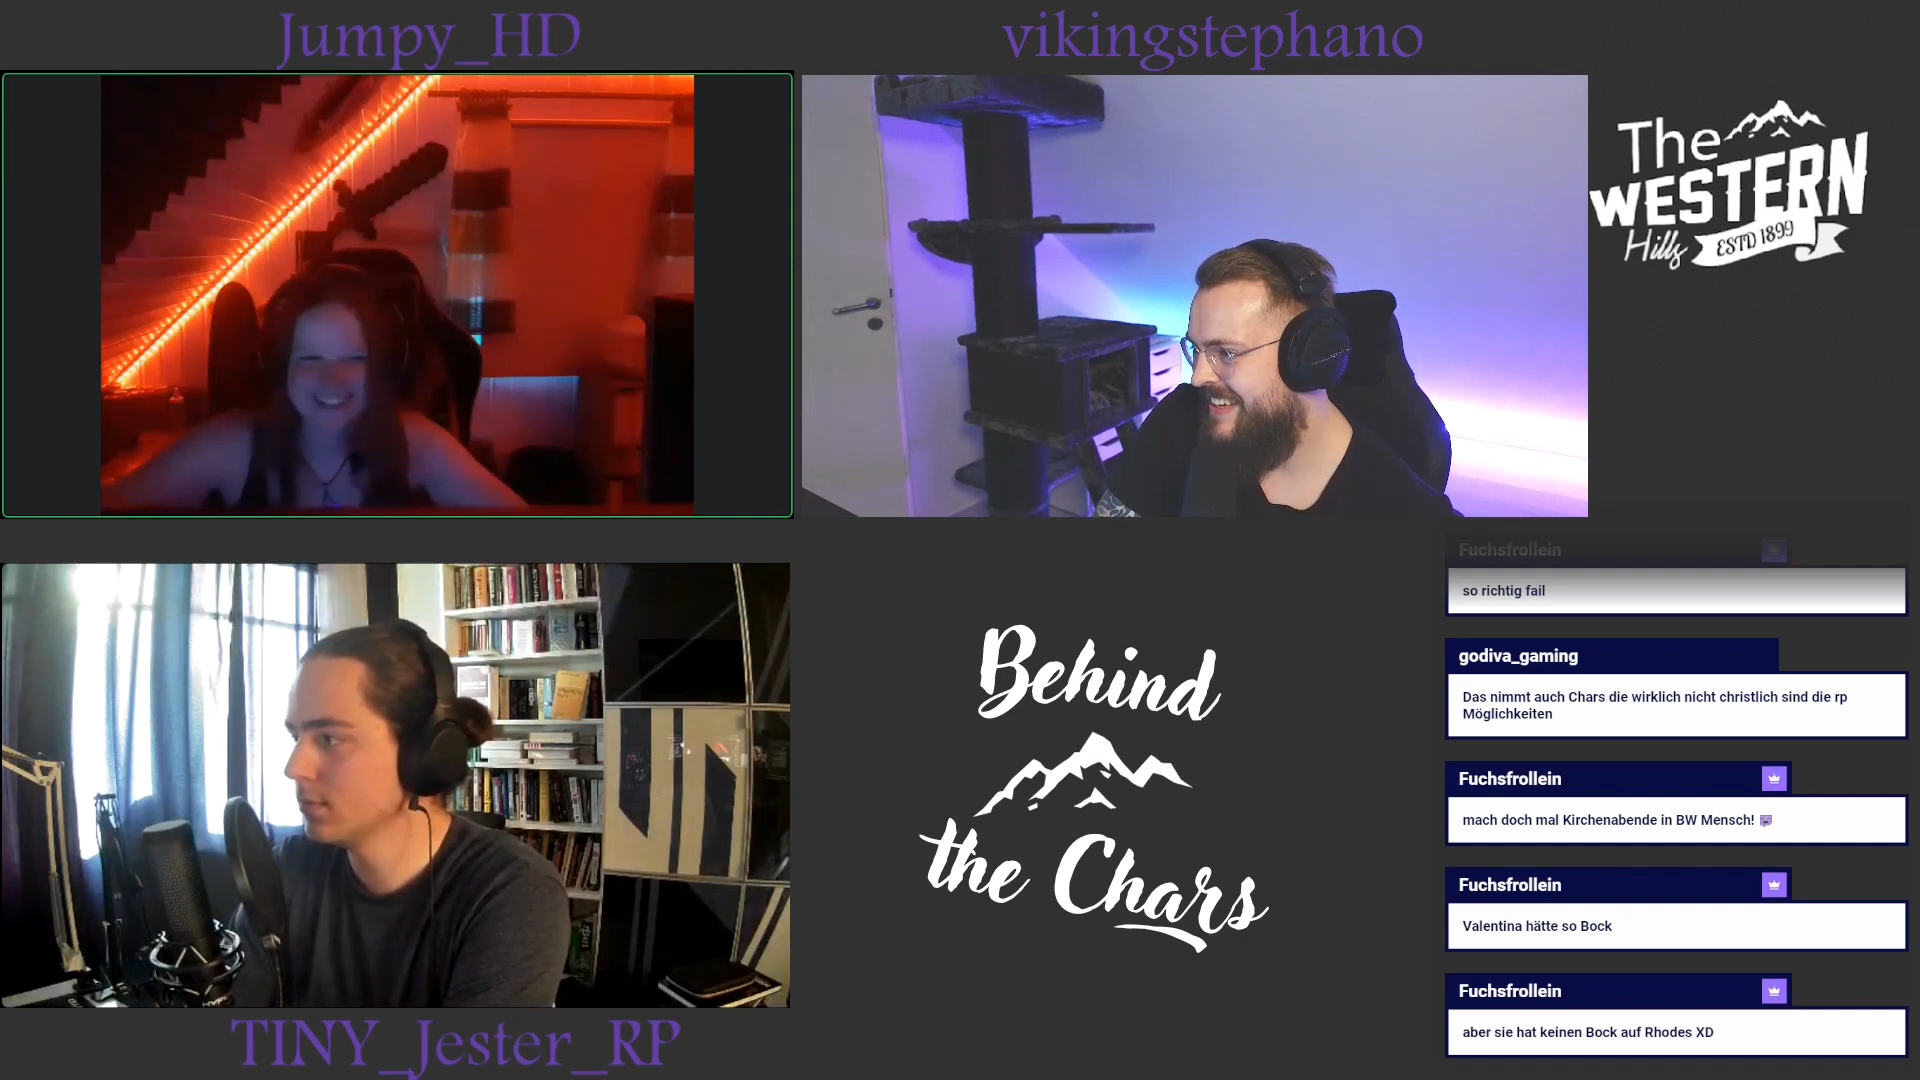 Jumpy_HD
vikingstephano
The
WESTERN
Hills
ESTD 1899
Fuchsfrollein
so richtig fail
godiva_gaming
Das nimmt auch Chars die wirklich nicht christlich sind die rp
Möglichkeiten
Fuchsfrollein
mach doch mal Kirchenabende in BW Mensch!
Fuchsfrollein
Valentina hätte so Bock
Fuchsfrollein
aber sie hat keinen Bock auf Rhodes XD
Behind
the Chars
TINY_Jester_RP